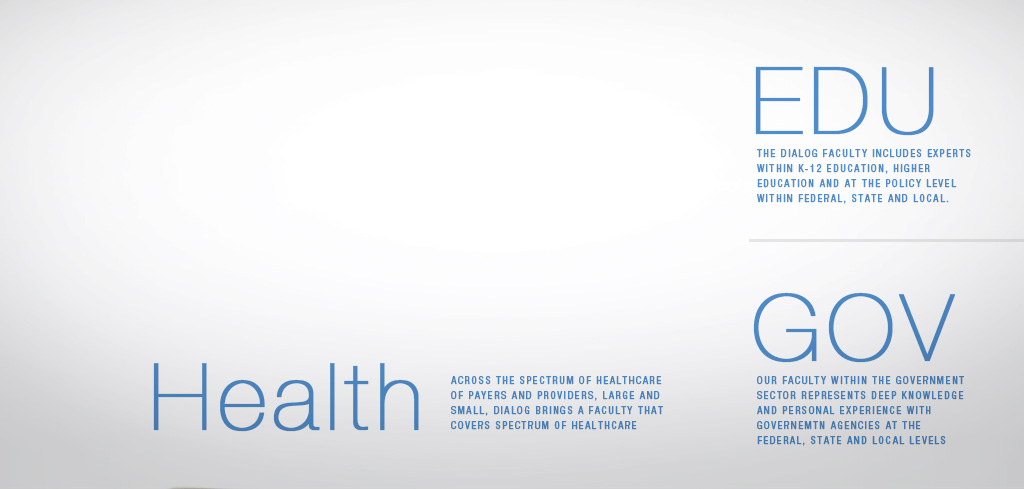 EDU
THE DIALOG FACULTY INCLUDES EXPERTS
WITHIN K-12 EDUCATION, HIGHER
EDUCATION AND AT THE POLICY LEVEL
WITHIN FEDERAL, STATE AND LOCAL.
GOV
OUR FACULTY WITHIN THE GOVERNMENT
SECTOR REPRESENTS DEEP KNOWLEDGE
AND PERSONAL EXPERIENCE WITH
GOVERNEMTN AGENCIES AT THE
FEDERAL, STATE AND LOCAL LEVELS
Health
ACROSS THE SPECTRUM OF HEALTHCARE
OF PAYERS AND PROVIDERS, LARGE AND
SMALL, DIALOG BRINGS A FACULTY THAT
COVERS SPECTRUM OF HEALTHCARE